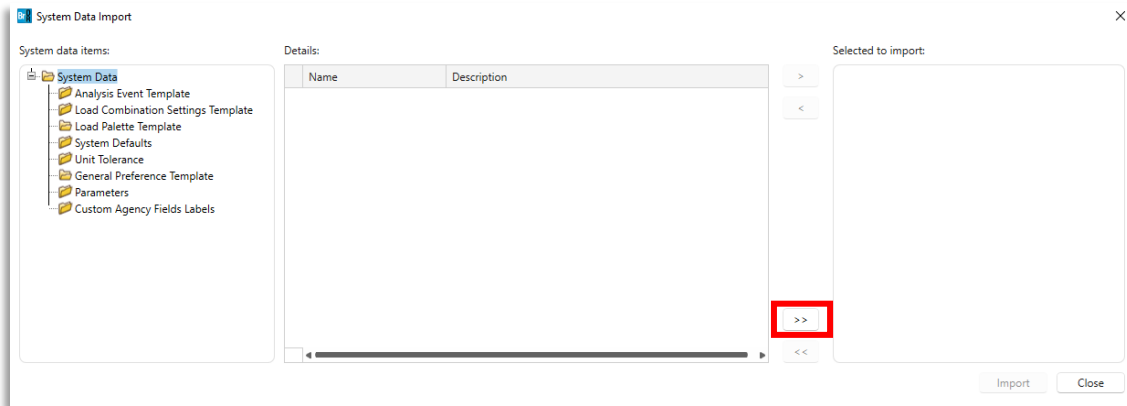 Br System Data Import
System data items:
Details:
Selected to import:
System Data
Analysis Event Template
Load Combination Settings Template
Load Palette Template
System Defaults
Unit Tolerance
General Preference Template
Parameters
Custom Agency Fields Labels
Name Description
>
<
>>
<<
Import Close